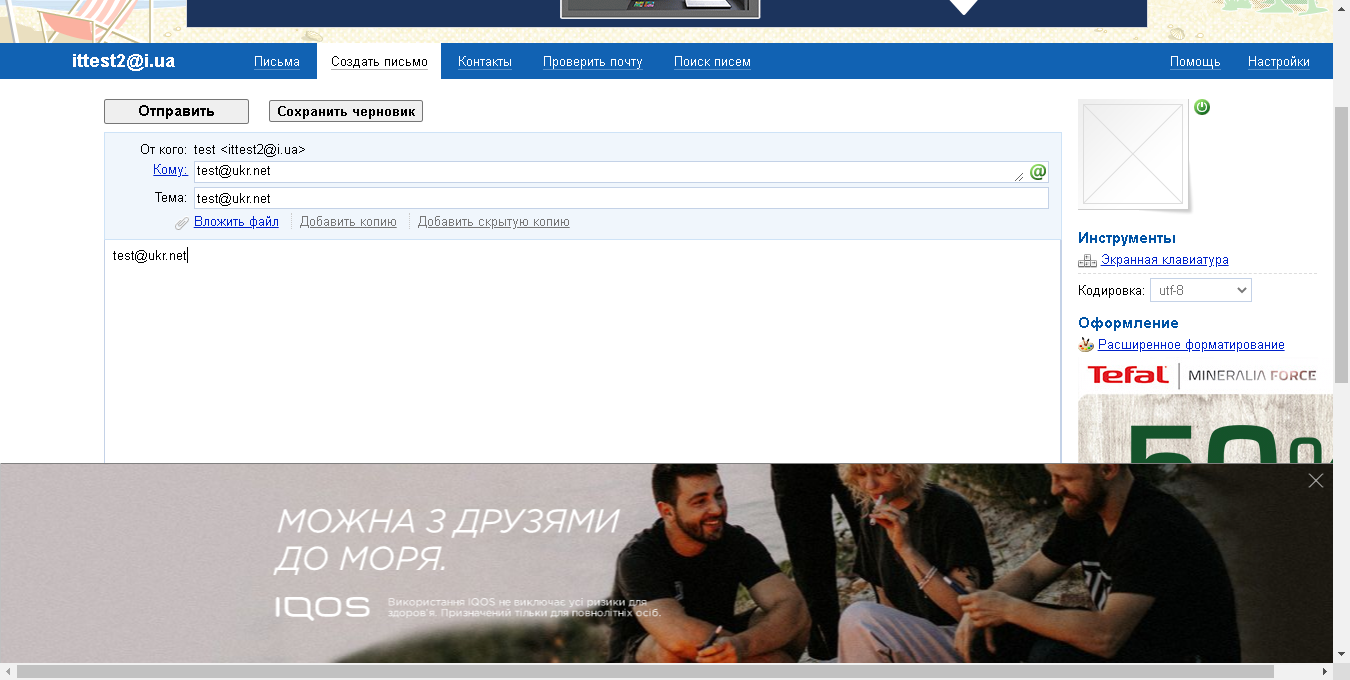 ittest2@i.ua Письма Создать письмо Контакты Проверить почту Поиск писем Помощь Настройки
Отправить Сохранить черновик
От кого: test <ittest2@i.ua>
Кому: test@ukr.net
Тема: test@ukr.net
Вложить файл Добавить копию Добавить скрытую копию
test@ukr.net
Инструменты
Экранная клавиатура
Кодировка: utf-8
Оформление
Расширенное форматирование
Tefal MINERALIA FORCE
50%
МОЖНА З ДРУЗЯМИ
ДО МОРЯ.
IQOS
Використання IQOS не виключає усі ризики для
здоров'я. Призначений тільки для повнолітніх осіб.